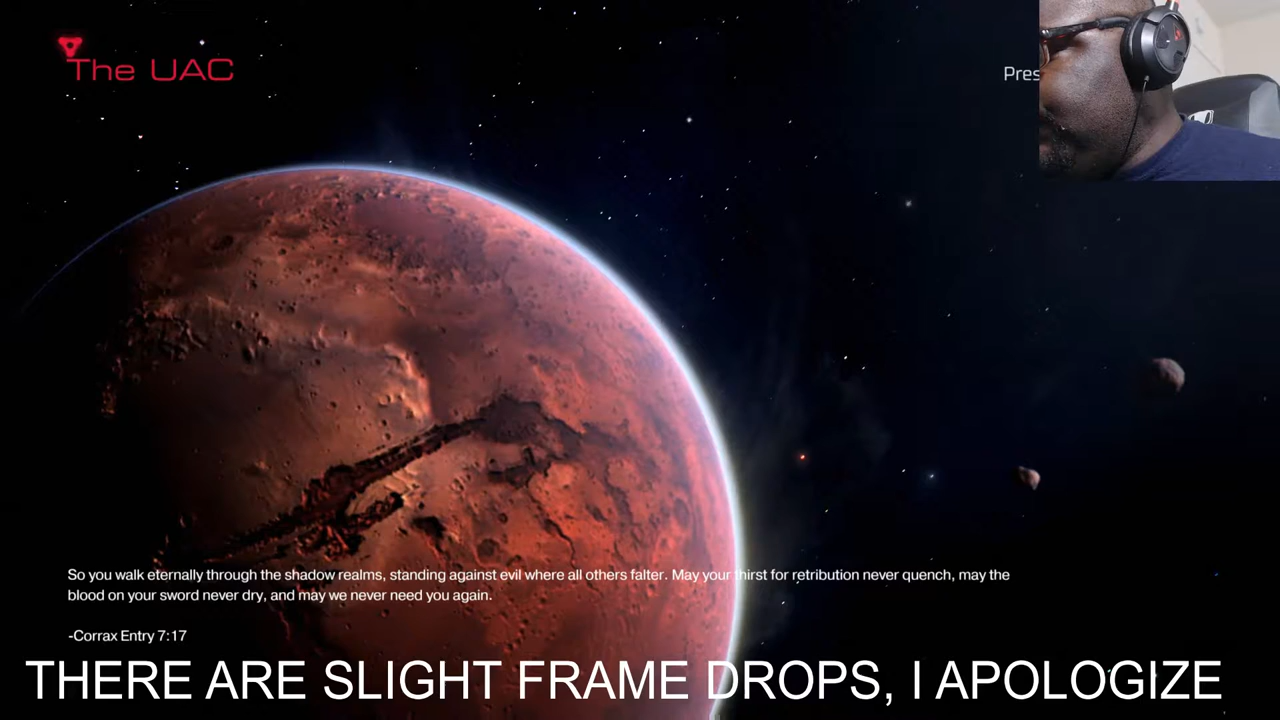 The UAC
Pres
So you walk eternally through the shadow realms, standing against evil where all others falter. May your thirst for retribution never quench, may the
blood on your sword never dry, and may we never need you again.
-Corrax Entry 7:17
THERE ARE SLIGHT FRAME DROPS, I APOLOGIZE